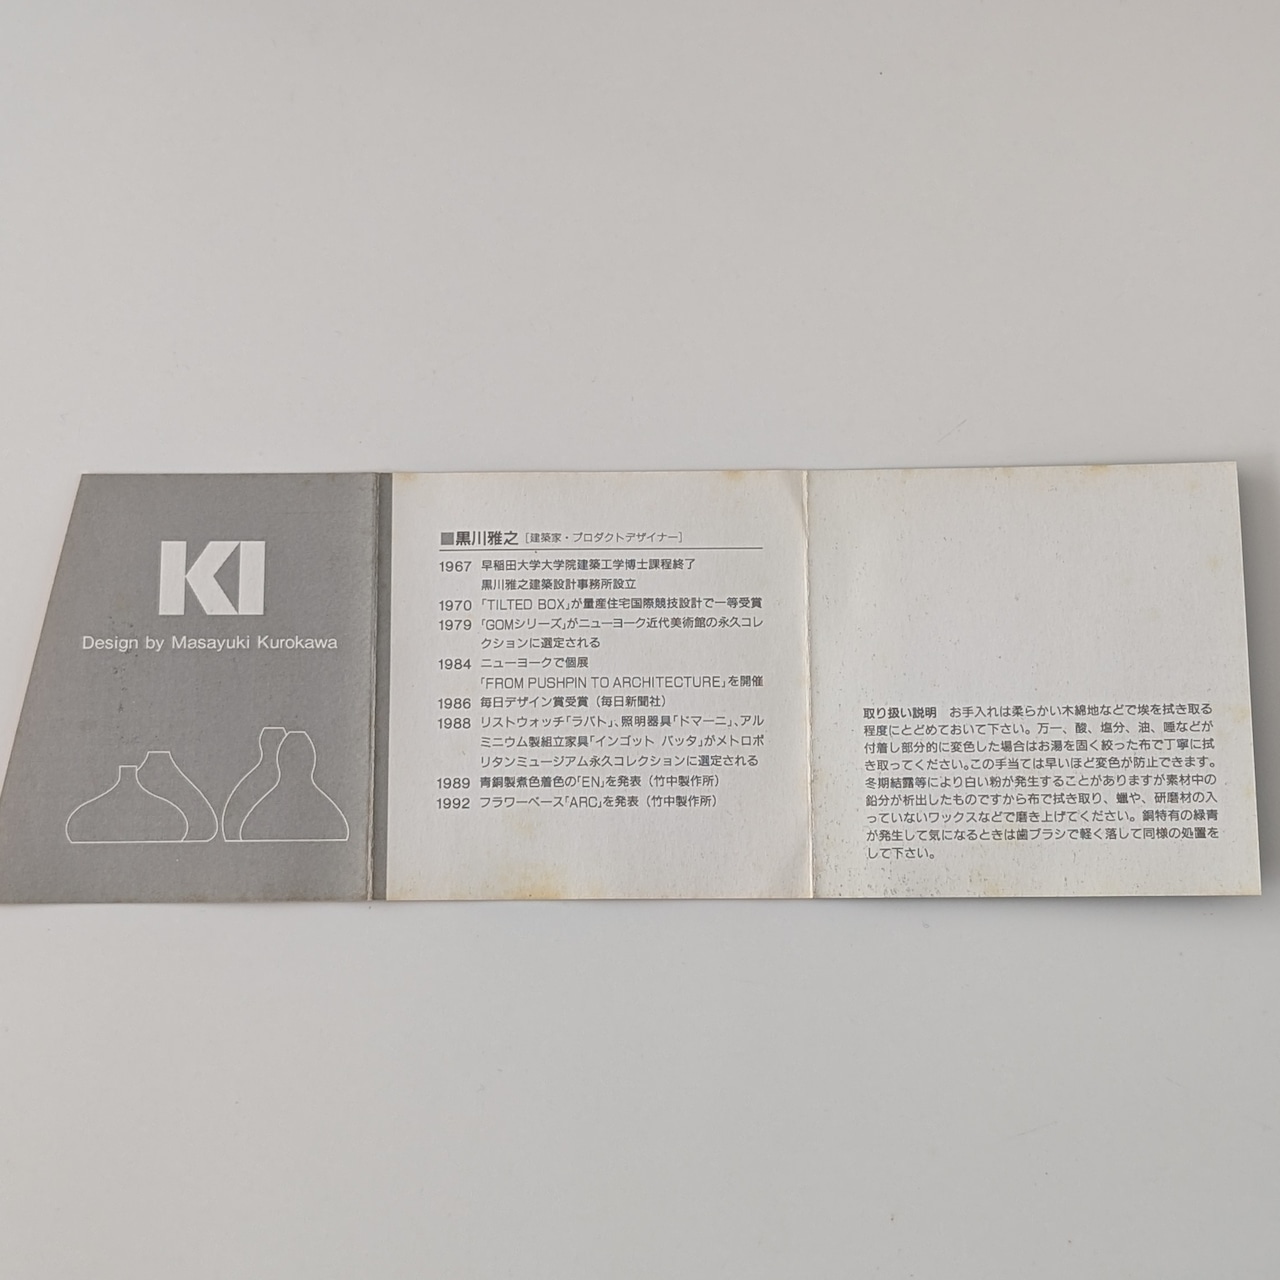 KI
Design by Masayuki Kurokawa
■黒川雅之［建築家・プロダクトデザイナー］
1967 早稲田大学大学院建築工学博士課程終了
黒川雅之建築設計事務所設立
1970 「TILTED BOX」が量産住宅国際競技設計で一等受賞
1979 「GOMシリーズ」がニューヨーク近代美術館の永久コレ
クションに選定される
1984 ニューヨークで個展
「FROM PUSHPIN TO ARCHITECTURE」を開催
1986 毎日デザイン賞受賞（毎日新聞社）
1988 リストウォッチ「ラバト」、照明器具「ドマーニ」、アル
ミニウム製組立家具「インゴット バッタ」がメトロポ
リタンミュージアム永久コレクションに選定される
1989 青銅製煮色着色の「EN」を発表（竹中製作所）
1992 フラワーベース「ARC」を発表（竹中製作所）
取り扱い説明　お手入れは柔らかい木綿地などで埃を拭き取る
程度にとどめておいて下さい。万一、酸、塩分、油、唾などが
付着し部分的に変色した場合はお湯を固く絞った布で丁寧に拭
き取ってください。この手当ては早いほど変色が防止できます。
冬期結露等により白い粉が発生することがありますが素材中の
鉛分が析出したものですから布で拭き取り、蠟や、研磨材の入
っていないワックスなどで磨き上げてください。銅特有の緑青
が発生して気になるときは歯ブラシで軽く落して同様の処置を
して下さい。